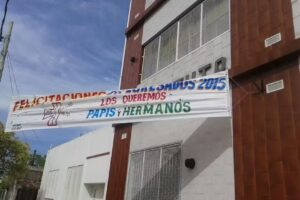 FELICITACIONES EGRESADOS 2015
LOS QUEREMOS
PAPIS Y HERMANOS